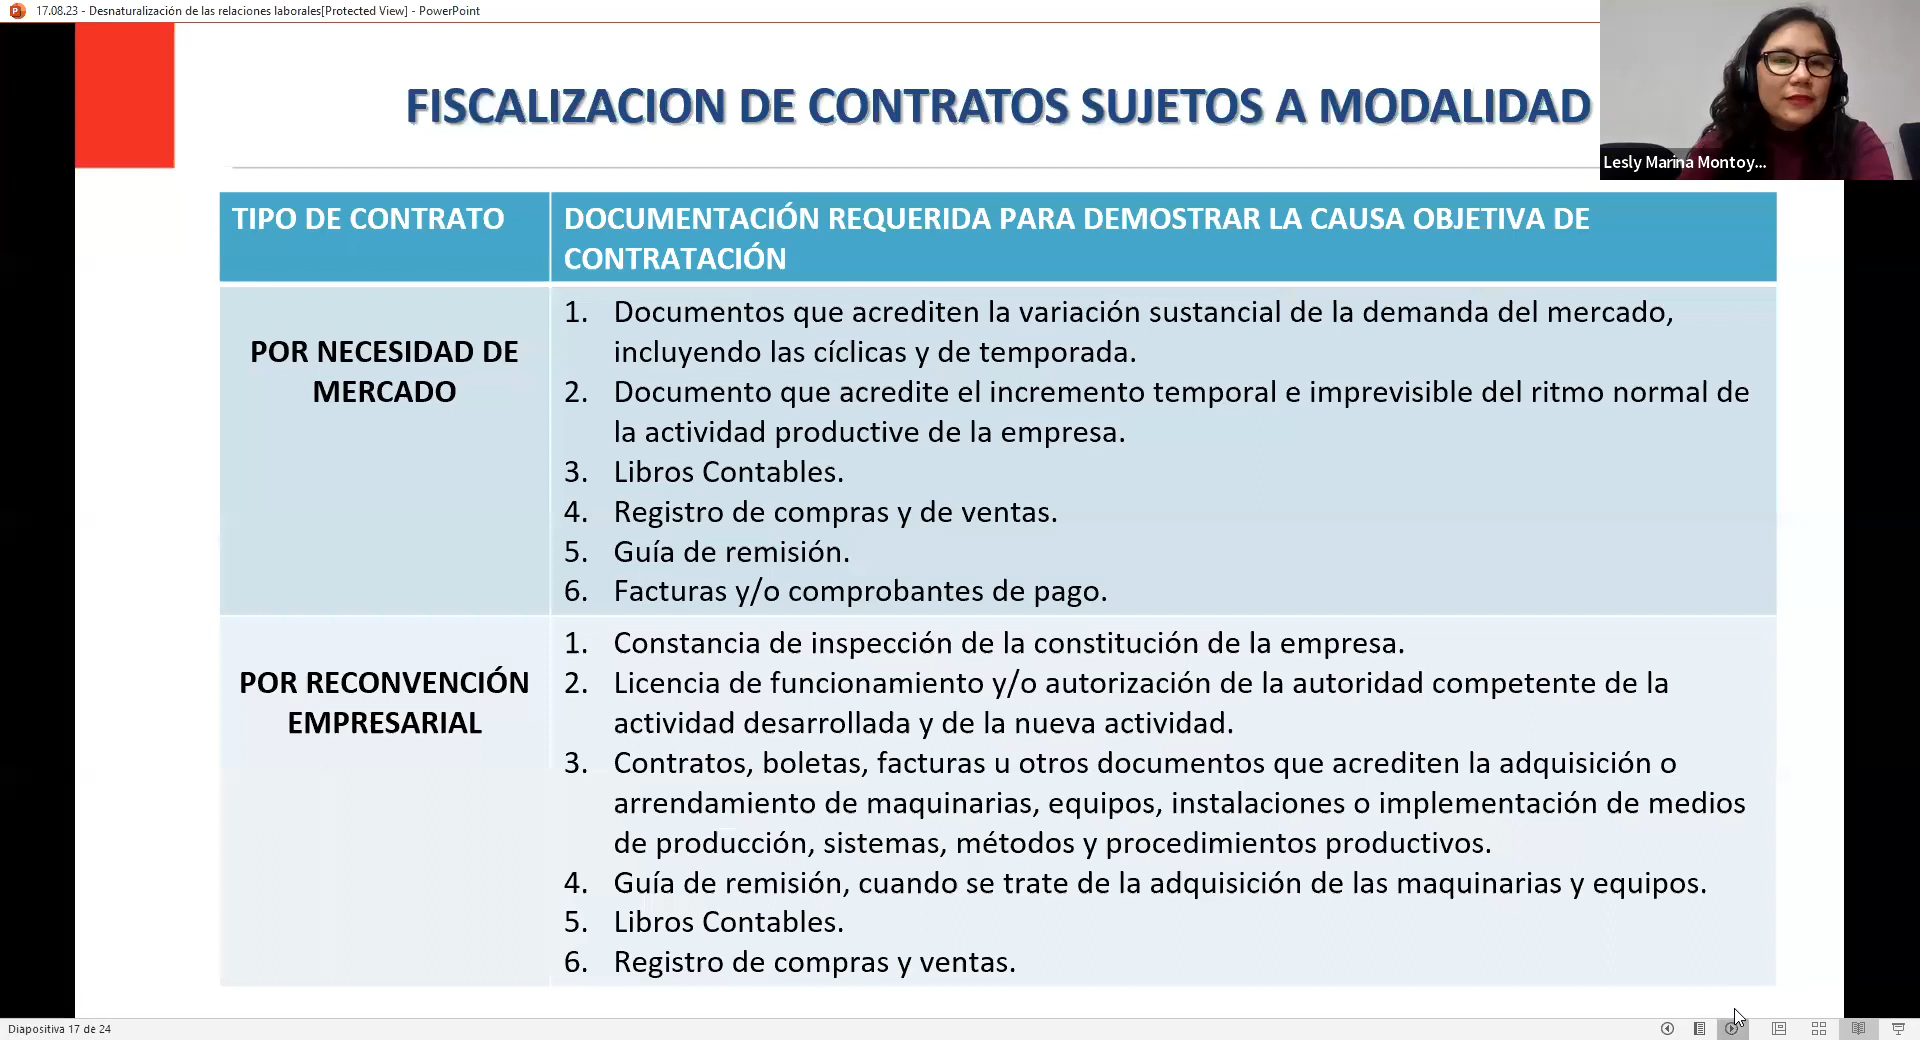 17.08.23 - Desnaturalización de las relaciones laborales[Protected View] - PowerPoint
FISCALIZACION DE CONTRATOS SUJETOS A MODALIDAD
Lesly Marina Montoy...
TIPO DE CONTRATO
DOCUMENTACIÓN REQUERIDA PARA DEMOSTRAR LA CAUSA OBJETIVA DE
CONTRATACIÓN
POR NECESIDAD DE
MERCADO
1. Documentos que acrediten la variación sustancial de la demanda del mercado,
incluyendo las cíclicas y de temporada.
2. Documento que acredite el incremento temporal e imprevisible del ritmo normal de
la actividad productive de la empresa.
3. Libros Contables.
4. Registro de compras y de ventas.
5. Guía de remisión.
6. Facturas y/o comprobantes de pago.
POR RECONVENCIÓN
EMPRESARIAL
1. Constancia de inspección de la constitución de la empresa.
2. Licencia de funcionamiento y/o autorización de la autoridad competente de la
actividad desarrollada y de la nueva actividad.
3. Contratos, boletas, facturas u otros documentos que acrediten la adquisición o
arrendamiento de maquinarias, equipos, instalaciones o implementación de medios
de producción, sistemas, métodos y procedimientos productivos.
4. Guía de remisión, cuando se trate de la adquisición de las maquinarias y equipos.
5. Libros Contables.
6. Registro de compras y ventas.
Diapositiva 17 de 24